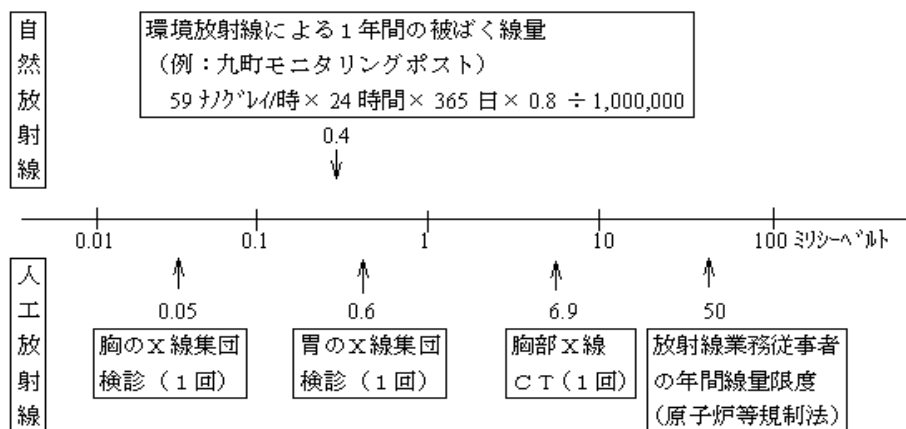 自然放射線
環境放射線による1年間の被ばく線量
(例:九町モニタリングポスト)
59 ナノグレイ/時× 24 時間× 365 日× 0.8 ÷ 1,000,000
0.4
0.01 0.1 1 10 100 ミリシーベルト
人工放射線
0.05 0.6 6.9 50
胸のX線集団
検診(1回)
胃のX線集団
検診(1回)
胸部X線
CT(1回)
放射線業務従事者
の年間線量限度
(原子炉等規制法)